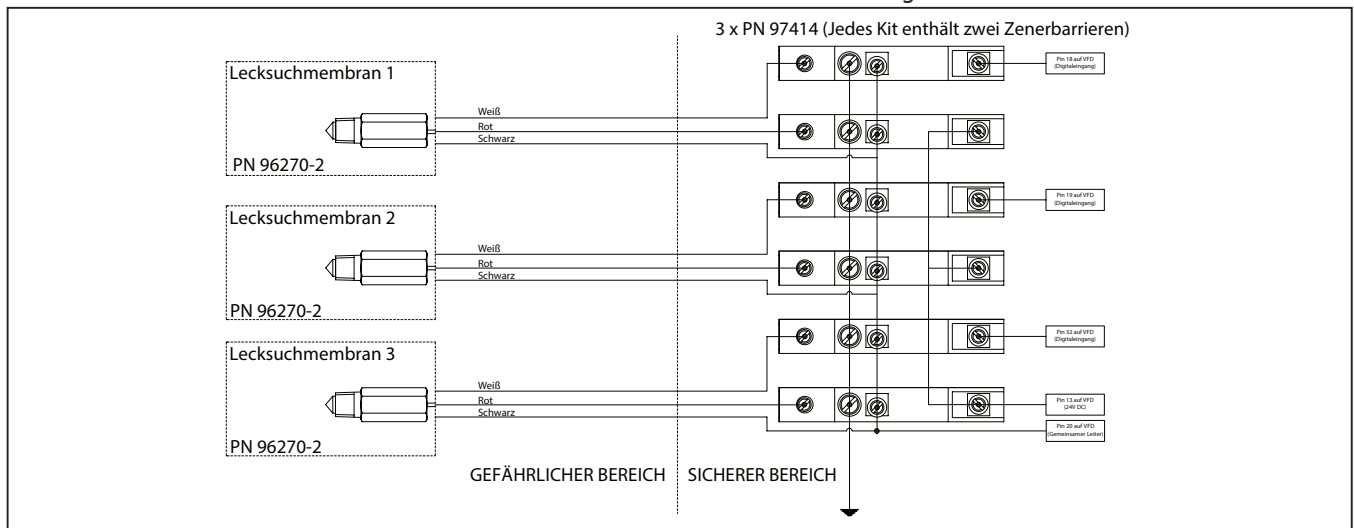 3 x PN 97414 (Jedes Kit enthält zwei Zenerbarrieren)
Lecksuchmembran 1
PN 96270-2
Weiß
Rot
Schwarz
Pin 18 auf VFD
(Digitaleingang)
Lecksuchmembran 2
PN 96270-2
Weiß
Rot
Schwarz
Pin 19 auf VFD
(Digitaleingang)
Lecksuchmembran 3
PN 96270-2
Weiß
Rot
Schwarz
Pin 32 auf VFD
(Digitaleingang)
Pin 13 auf VFD
(24V DC)
Pin 20 auf VFD
(Gemeinsamer Leiter)
GEFÄHRLICHER BEREICH
SICHERER BEREICH